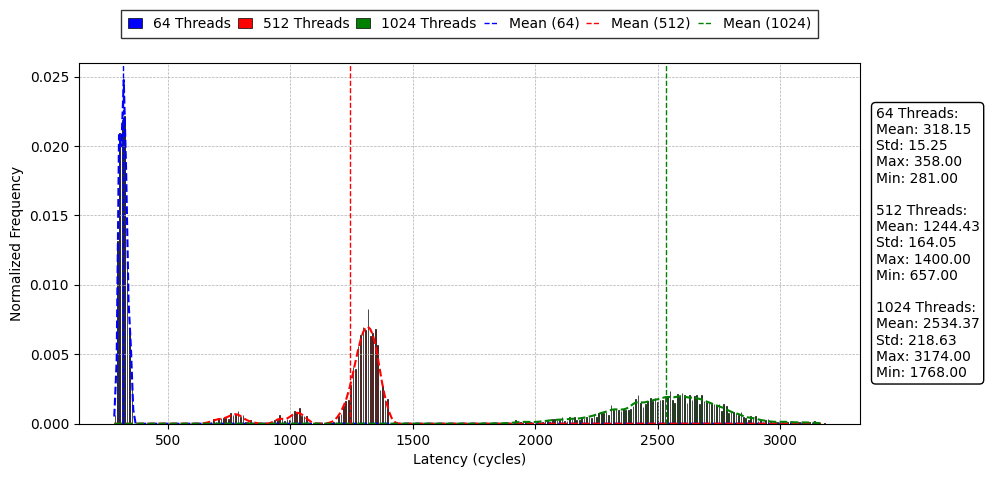 64 Threads 512 Threads 1024 Threads Mean (64) Mean (512) Mean (1024)
0.025
0.020
0.015
0.010
0.005
0.000
Normalized Frequency
500 1000 1500 2000 2500 3000
Latency (cycles)
64 Threads:
Mean: 318.15
Std: 15.25
Max: 358.00
Min: 281.00
512 Threads:
Mean: 1244.43
Std: 164.05
Max: 1400.00
Min: 657.00
1024 Threads:
Mean: 2534.37
Std: 218.63
Max: 3174.00
Min: 1768.00